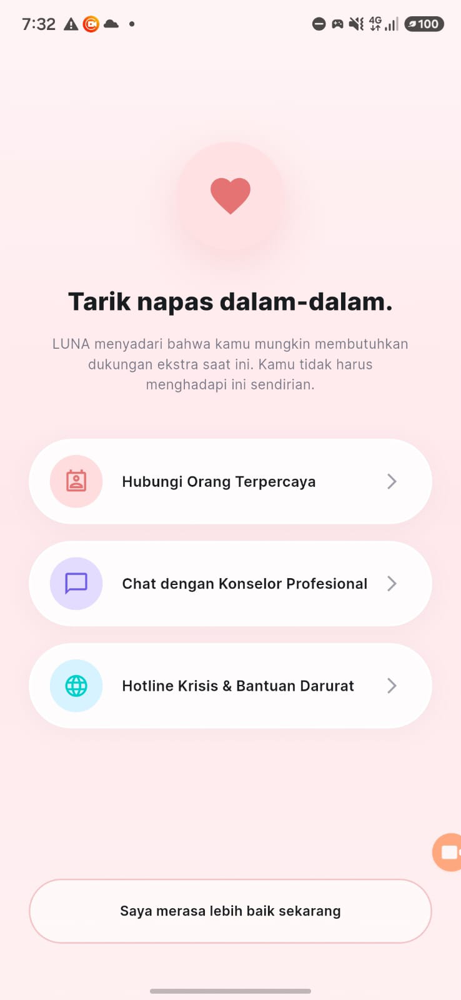 7:32
4G
100
Tarik napas dalam-dalam.
LUNA menyadari bahwa kamu mungkin membutuhkan
dukungan ekstra saat ini. Kamu tidak harus
menghadapi ini sendirian.
Hubungi Orang Terpercaya
Chat dengan Konselor Profesional
Hotline Krisis & Bantuan Darurat
Saya merasa lebih baik sekarang